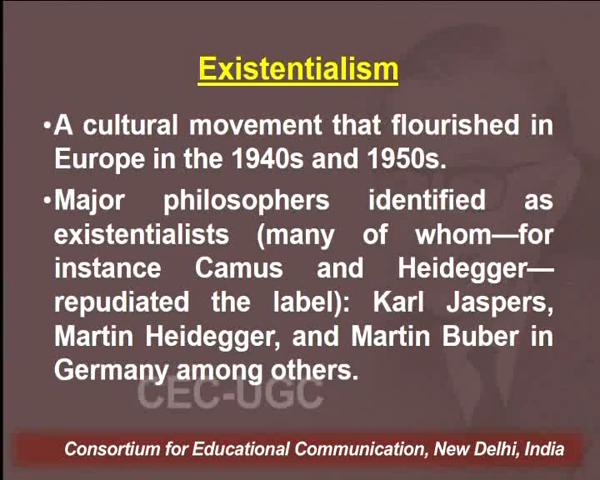 Existentialism
•A cultural movement that flourished in
Europe in the 1940s and 1950s.
•Major philosophers identified as
existentialists (many of whom—for
instance Camus and Heidegger—
repudiated the label): Karl Jaspers,
Martin Heidegger, and Martin Buber in
Germany among others.
CEC-UGC
Consortium for Educational Communication, New Delhi, India